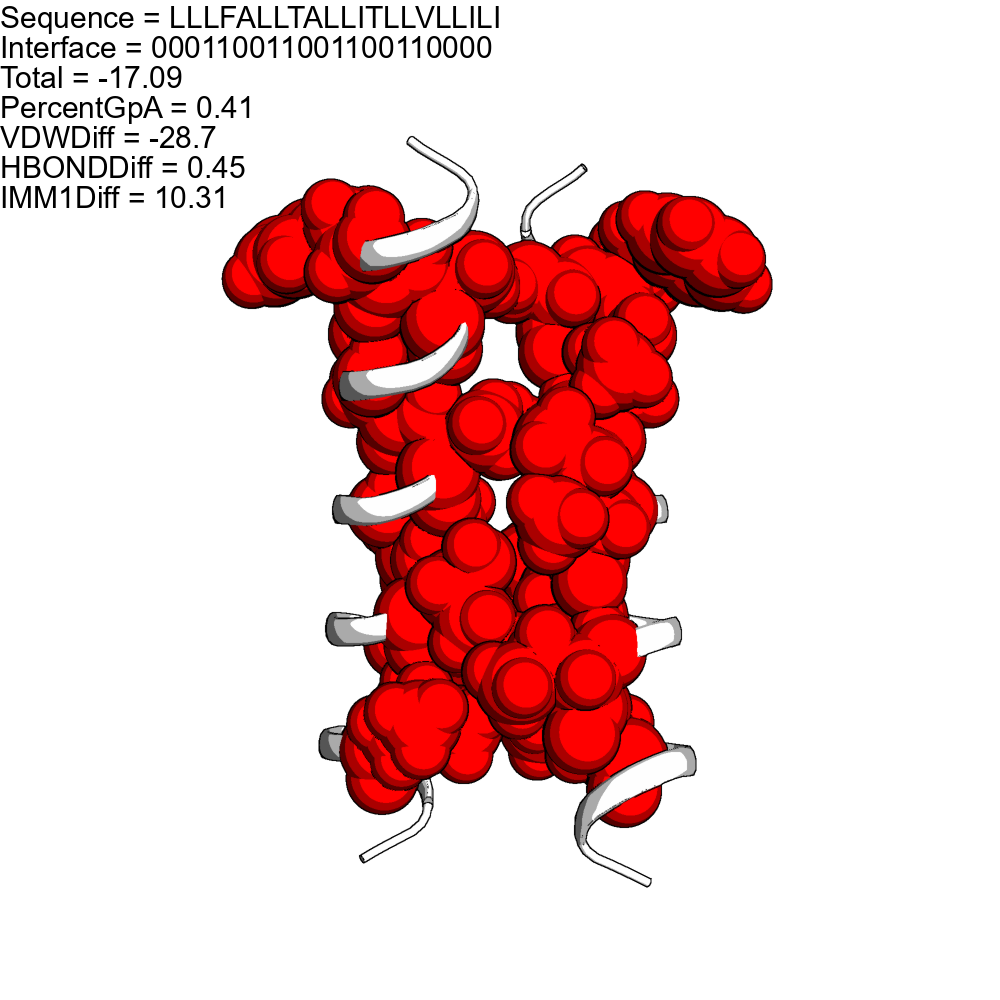 Sequence = LLLFALLTALLITLLVLLILI
Interface = 000110011001100110000
Total = -17.09
PercentGpA = 0.41
VDWDiff = -28.7
HBONDDiff = 0.45
IMM1Diff = 10.31